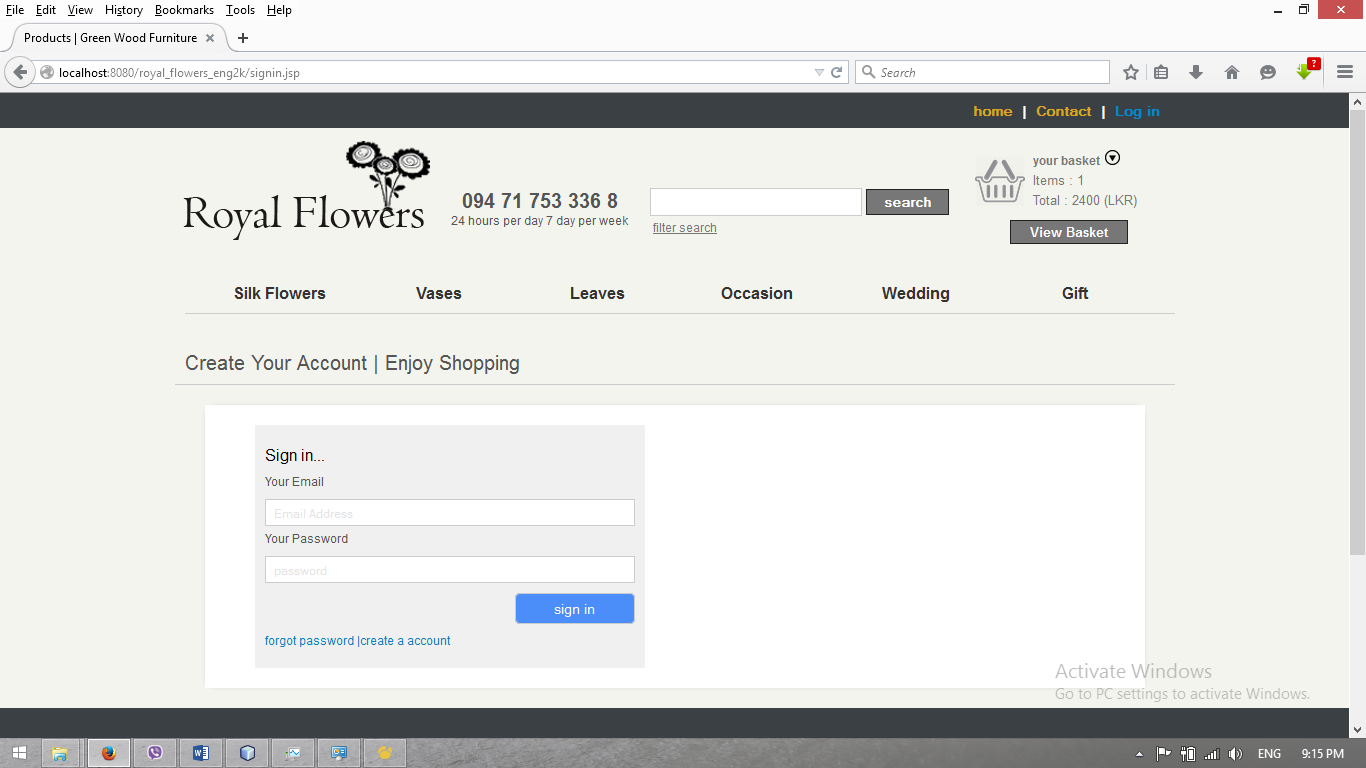 File Edit View History Bookmarks Tools Help
Products | Green Wood Furniture
localhost:8080/royal_flowers_eng2k/signin.jsp
Search
?
home | Contact | Log in
Royal Flowers
094 71 753 336 8
24 hours per day 7 day per week
search
filter search
your basket
Items : 1
Total : 2400 (LKR)
View Basket
Silk Flowers Vases Leaves Occasion Wedding Gift
Create Your Account | Enjoy Shopping
Sign in...
Your Email
Email Address
Your Password
password
sign in
forgot password |create a account
Activate Windows
Go to PC settings to activate Windows.
ENG 9:15 PM